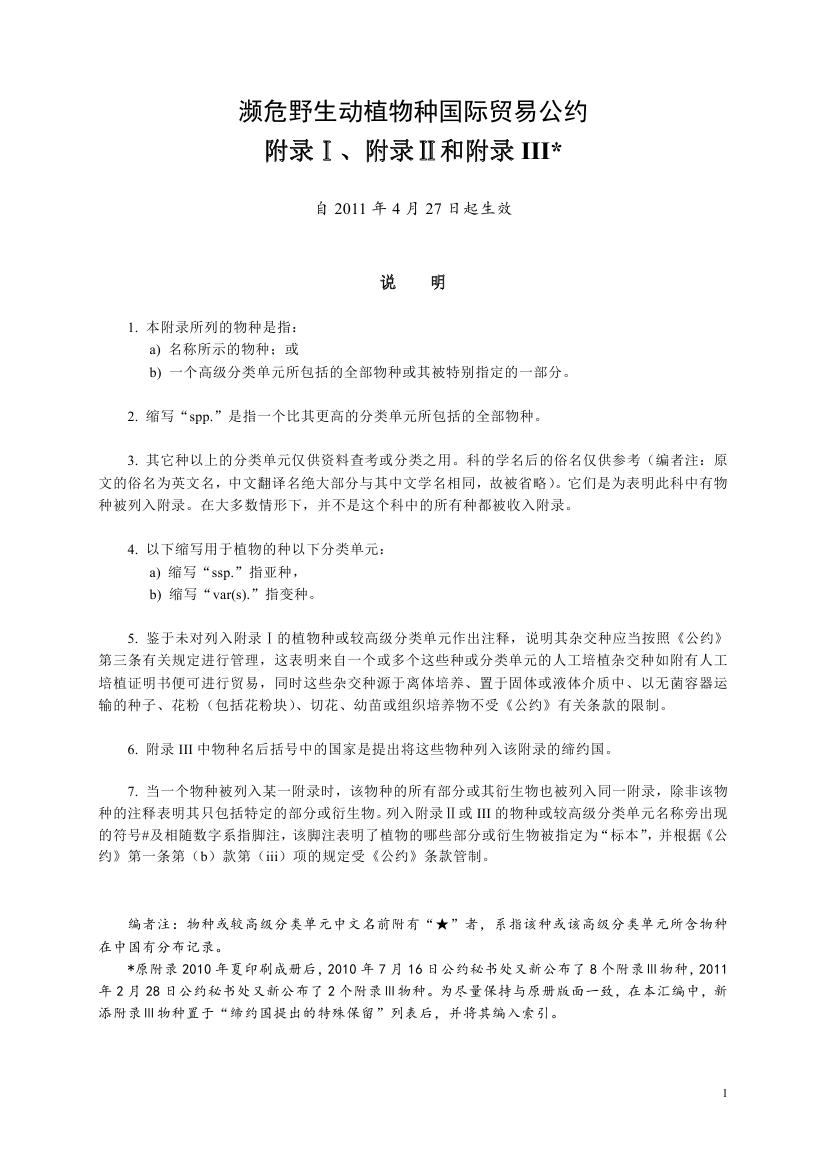 濒危野生动植物种国际贸易公约
附录Ⅰ、附录Ⅱ和附录 III*
自 2011 年 4 月 27 日起生效
说　　明
1. 本附录所列的物种是指：
a) 名称所示的物种；或
b) 一个高级分类单元所包括的全部物种或其被特别指定的一部分。
2. 缩写“spp.”是指一个比其更高的分类单元所包括的全部物种。
3. 其它种以上的分类单元仅供资料查考或分类之用。科的学名后的俗名仅供参考（编者注：原
文的俗名为英文名，中文翻译名绝大部分与其中文学名相同，故被省略）。它们是为表明此科中有物
种被列入附录。在大多数情形下，并不是这个科中的所有种都被收入附录。
4. 以下缩写用于植物的种以下分类单元：
a) 缩写“ssp.”指亚种，
b) 缩写“var(s).”指变种。
5. 鉴于未对列入附录Ⅰ的植物种或较高级分类单元作出注释，说明其杂交种应当按照《公约》
第三条有关规定进行管理，这表明来自一个或多个这些种或分类单元的人工培植杂交种如附有人工
培植证明书便可进行贸易，同时这些杂交种源于离体培养、置于固体或液体介质中、以无菌容器运
输的种子、花粉（包括花粉块）、切花、幼苗或组织培养物不受《公约》有关条款的限制。
6. 附录 III 中物种名后括号中的国家是提出将这些物种列入该附录的缔约国。
7. 当一个物种被列入某一附录时，该物种的所有部分或其衍生物也被列入同一附录，除非该物
种的注释表明其只包括特定的部分或衍生物。列入附录Ⅱ或 III 的物种或较高级分类单元名称旁出现
的符号#及相随数字系指脚注，该脚注表明了植物的哪些部分或衍生物被指定为“标本”，并根据《公
约》第一条第（b）款第（iii）项的规定受《公约》条款管制。
编者注：物种或较高级分类单元中文名前附有“★”者，系指该种或该高级分类单元所含物种
在中国有分布记录。
*原附录 2010 年夏印刷成册后，2010 年 7 月 16 日公约秘书处又新公布了 8 个附录Ⅲ物种，2011
年 2 月 28 日公约秘书处又新公布了 2 个附录Ⅲ物种。为尽量保持与原册版面一致，在本汇编中，新
添附录Ⅲ物种置于“缔约国提出的特殊保留”列表后，并将其编入索引。
1